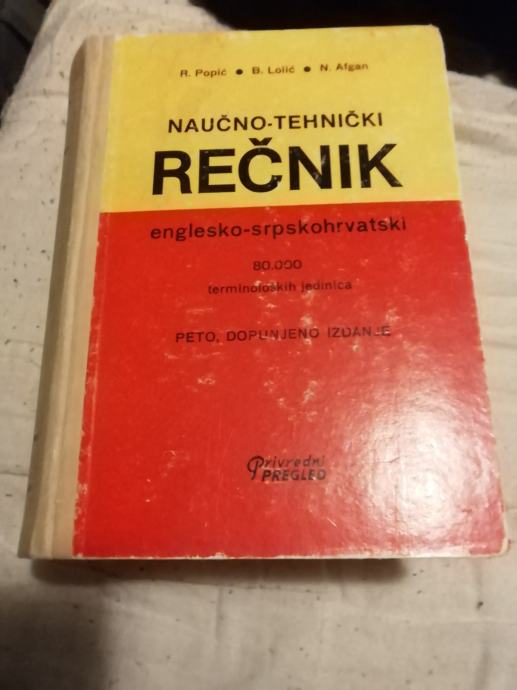 R. Popić • B. Lolić • N. Afgan
NAUČNO-TEHNIČKI
REČNIK
englesko-srpskohrvatski
80.000
terminoloških jedinica
PETO, DOPUNJENO IZDANJE
Privredni
PREGLED